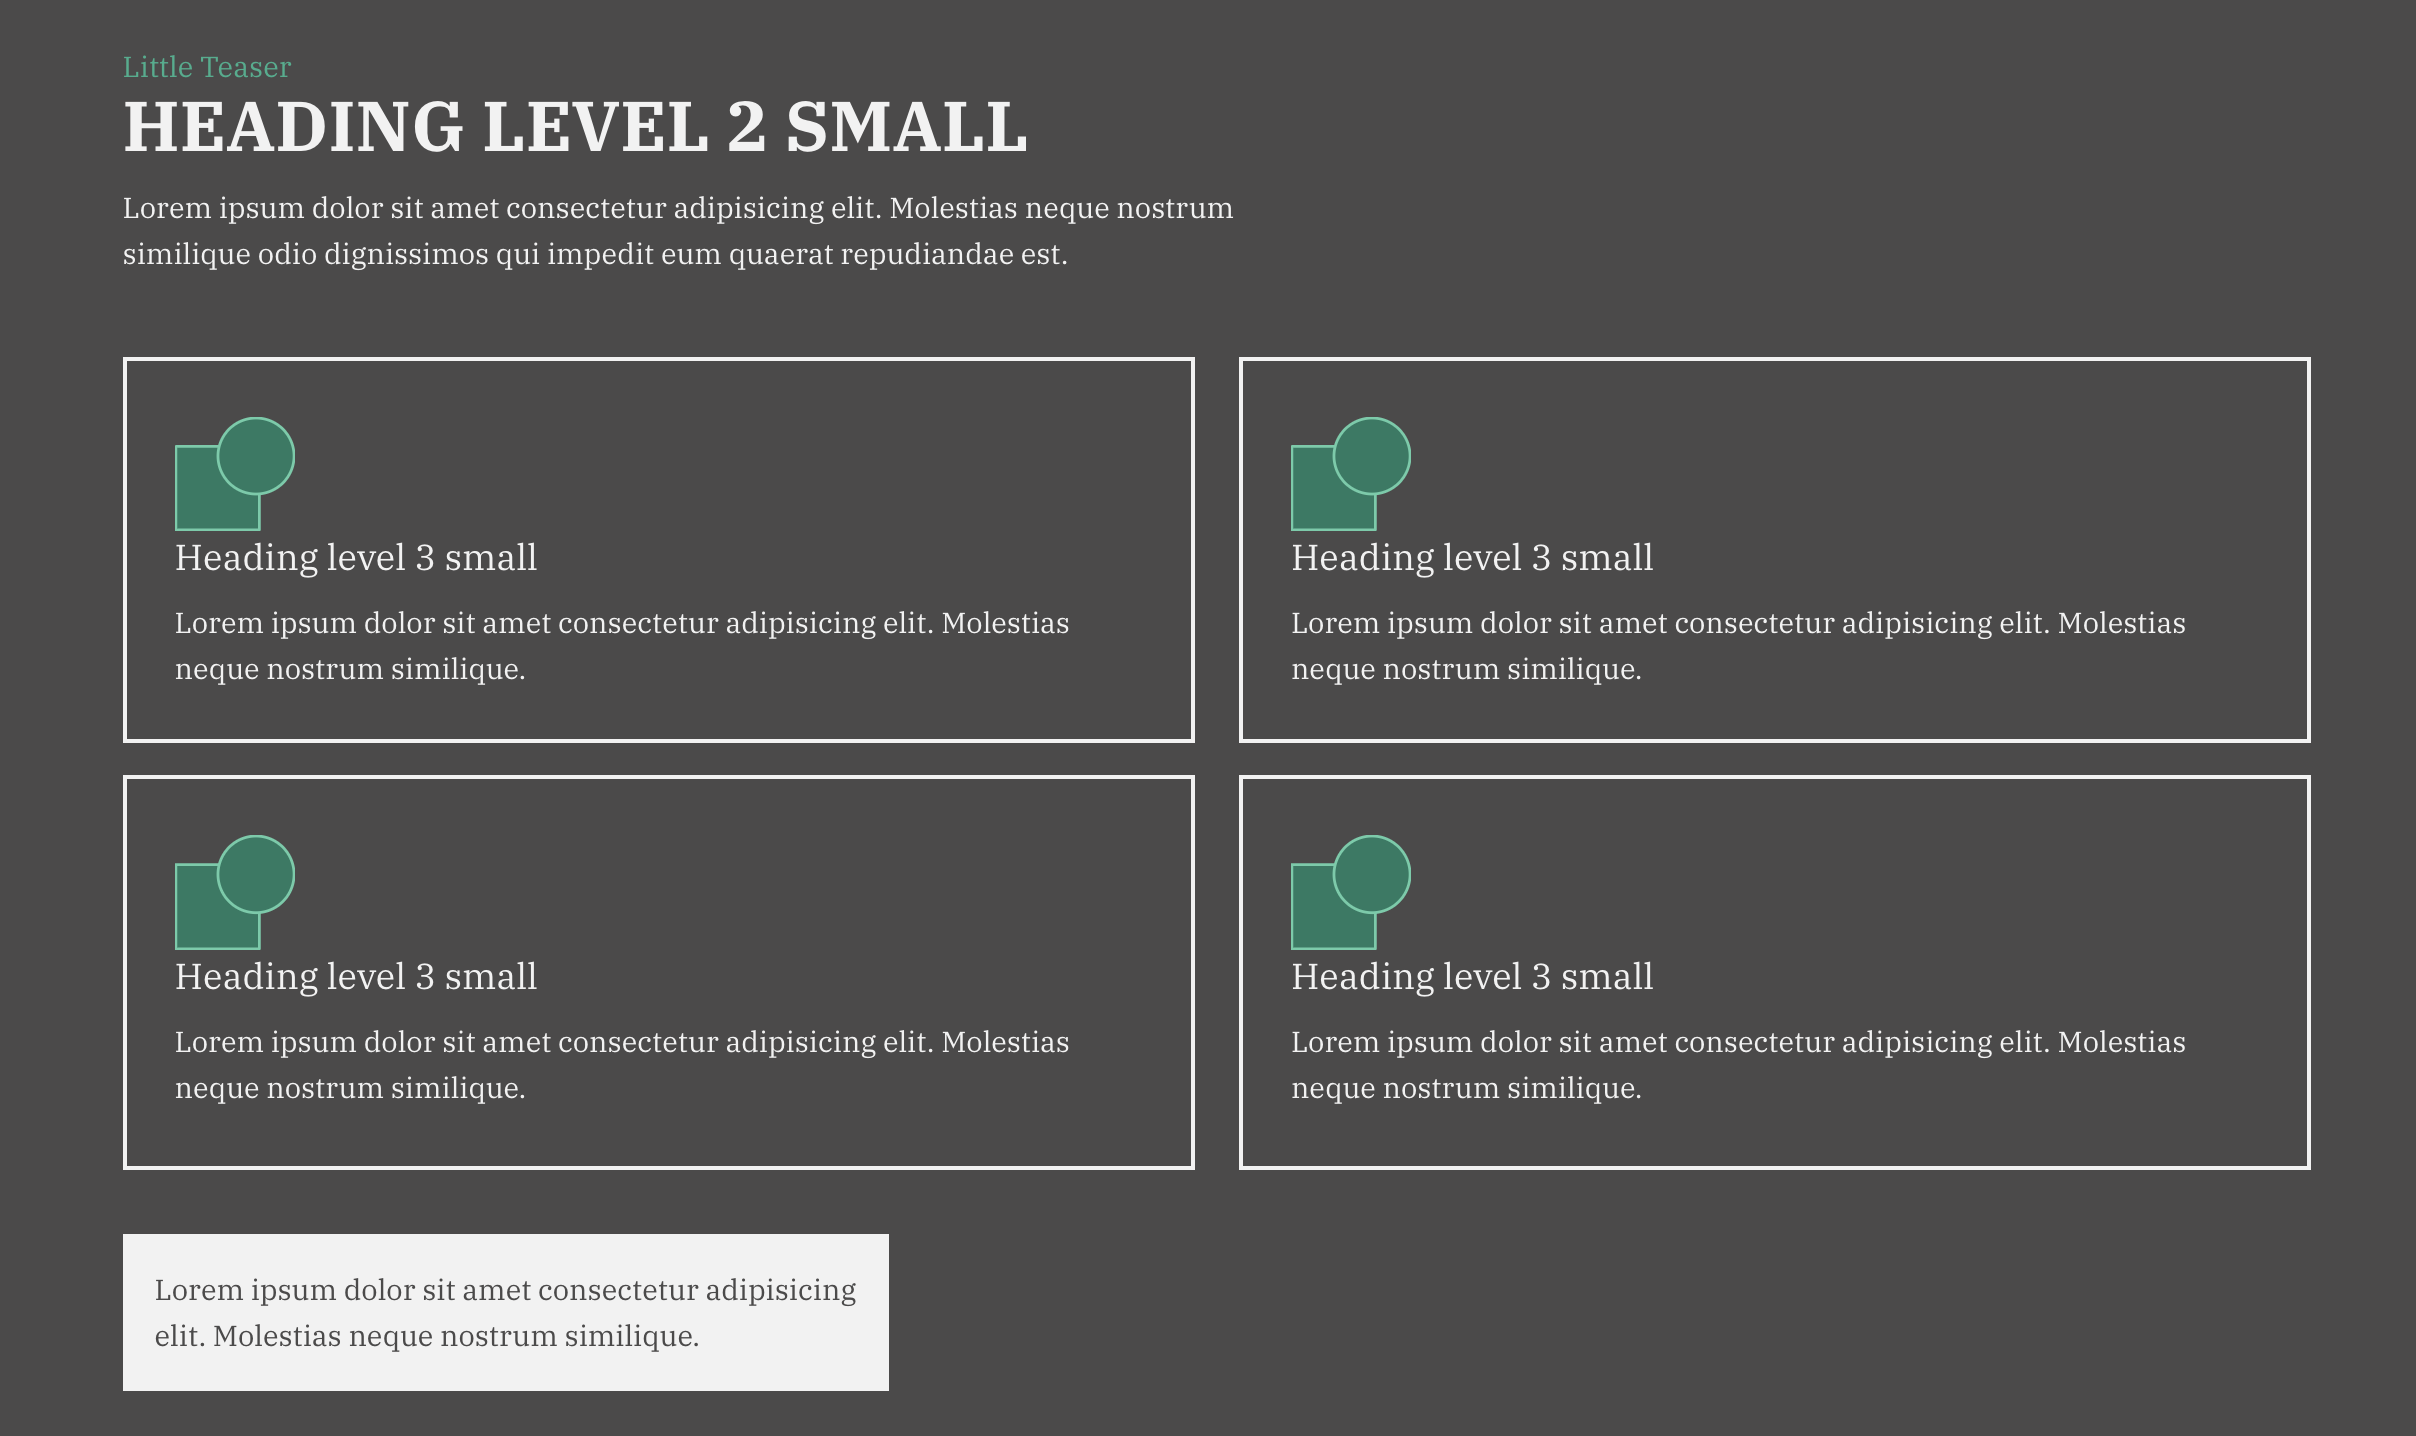 Little Teaser
HEADING LEVEL 2 SMALL
Lorem ipsum dolor sit amet consectetur adipisicing elit. Molestias neque nostrum
similique odio dignissimos qui impedit eum quaerat repudiandae est.
Heading level 3 small
Lorem ipsum dolor sit amet consectetur adipisicing elit. Molestias
neque nostrum similique.
Heading level 3 small
Lorem ipsum dolor sit amet consectetur adipisicing elit. Molestias
neque nostrum similique.
Heading level 3 small
Lorem ipsum dolor sit amet consectetur adipisicing elit. Molestias
neque nostrum similique.
Heading level 3 small
Lorem ipsum dolor sit amet consectetur adipisicing elit. Molestias
neque nostrum similique.
Lorem ipsum dolor sit amet consectetur adipisicing
elit. Molestias neque nostrum similique.